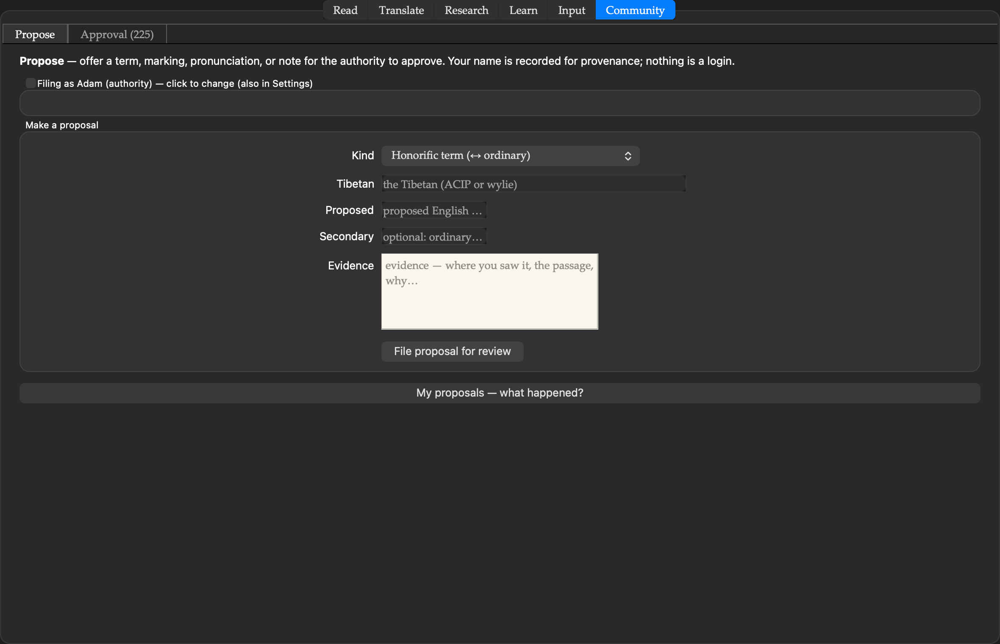 Read Translate Research Learn Input Community
Propose Approval (225)
Propose — offer a term, marking, pronunciation, or note for the authority to approve. Your name is recorded for provenance; nothing is a login.
Filing as Adam (authority) — click to change (also in Settings)
Make a proposal
Kind Honorific term (↔ ordinary)
Tibetan the Tibetan (ACIP or wylie)
Proposed proposed English …
Secondary optional: ordinary…
Evidence evidence — where you saw it, the passage,
why…
File proposal for review
My proposals — what happened?